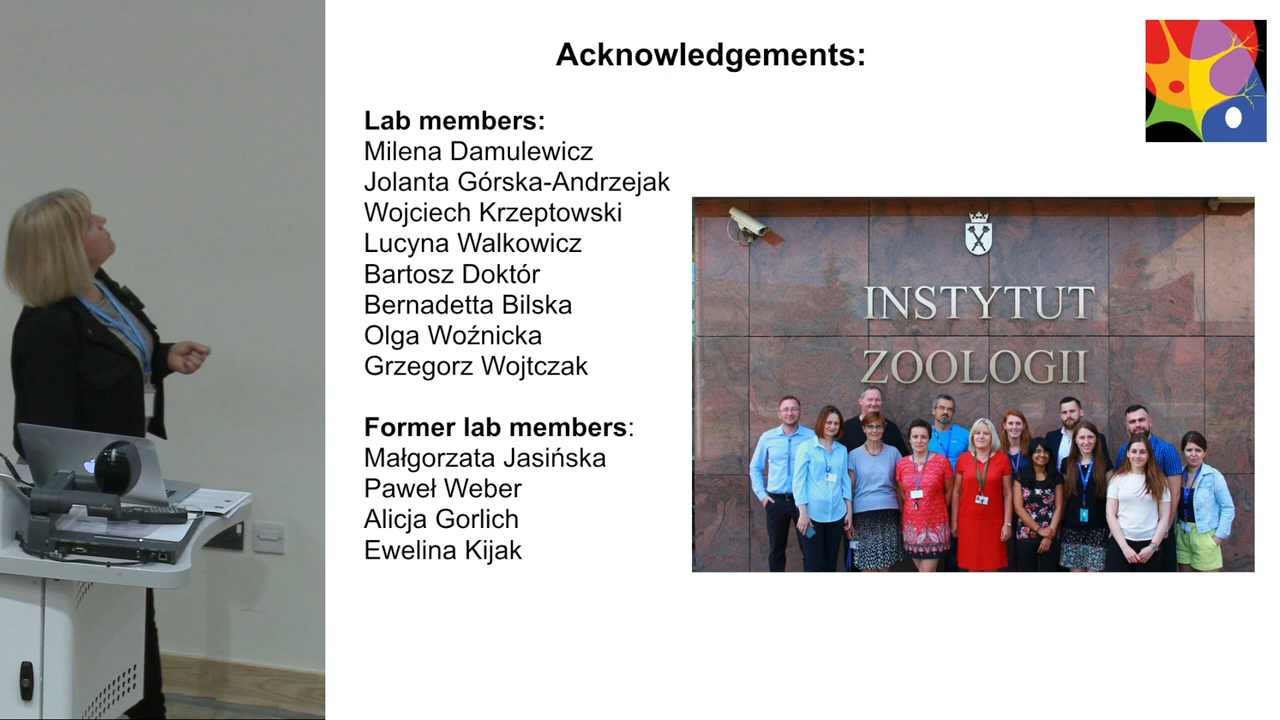 Acknowledgements:
Lab members:
Milena Damulewicz
Jolanta Górska-Andrzejak
Wojciech Krzeptowski
Lucyna Walkowicz
Bartosz Doktór
Bernadetta Bilska
Olga Woźnicka
Grzegorz Wojtczak
Former lab members:
Małgorzata Jasińska
Paweł Weber
Alicja Gorlich
Ewelina Kijak
INSTYTUT
ZOOLOGII